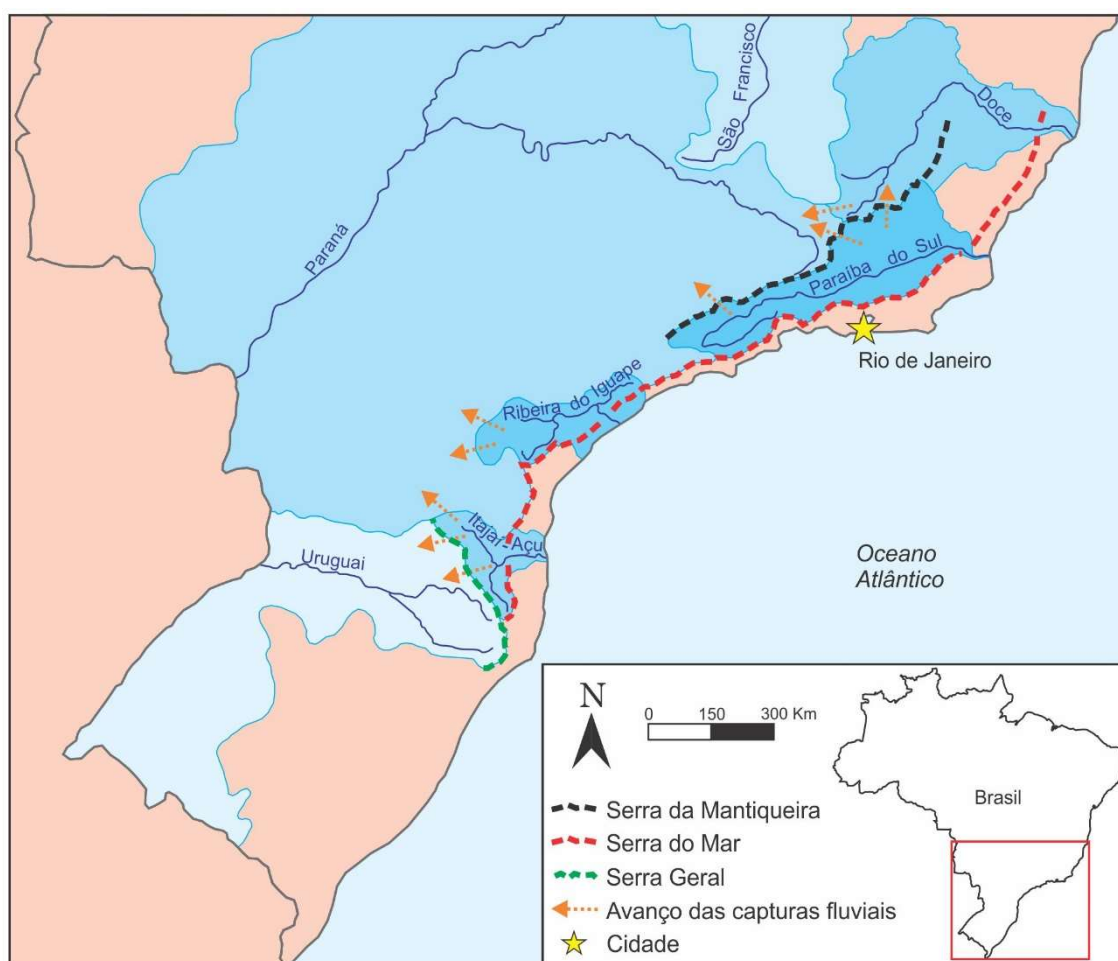 São Francisco
Doce
Paraná
Paraíba do Sul
Rio de Janeiro
Ribeira do Iguape
Itajaí-Açu
Uruguai
Oceano
Atlântico
N
0 150 300 Km
Brasil
Serra da Mantiqueira
Serra do Mar
Serra Geral
Avanço das capturas fluviais
Cidade